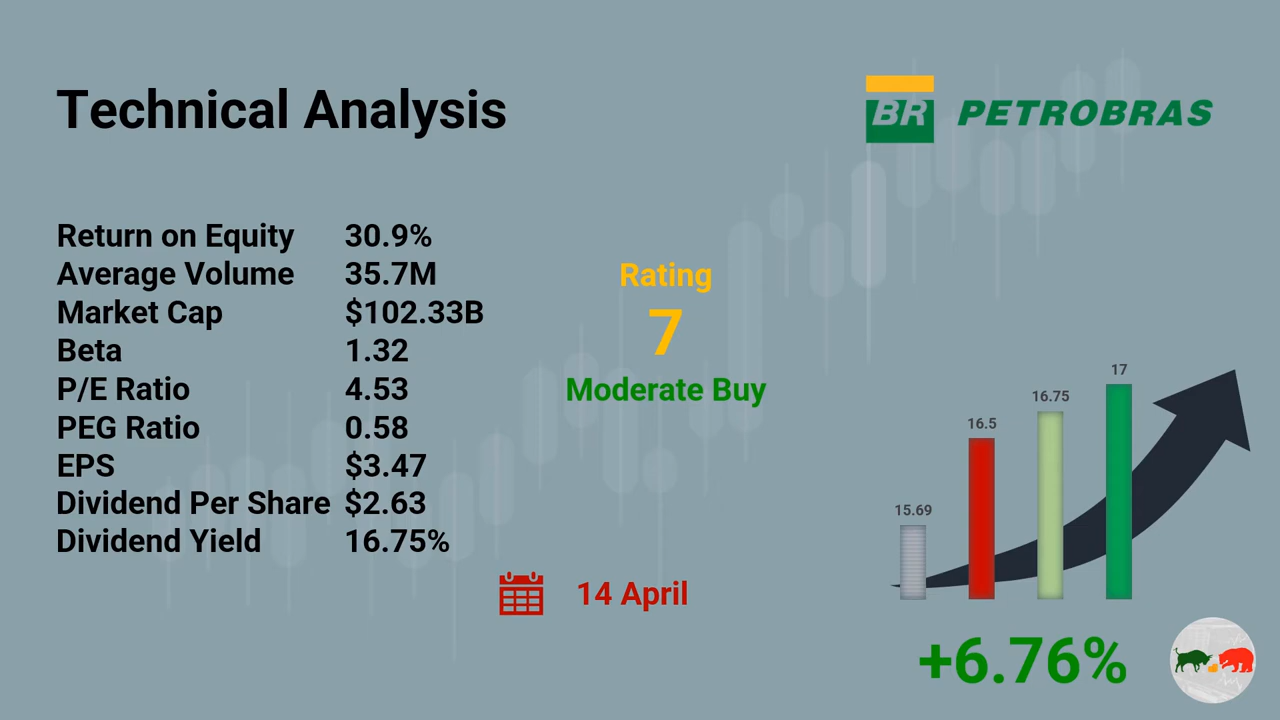 Technical Analysis
BR PETROBRAS
Return on Equity 30.9%
Average Volume 35.7M
Market Cap $102.33B
Beta 1.32
P/E Ratio 4.53
PEG Ratio 0.58
EPS $3.47
Dividend Per Share $2.63
Dividend Yield 16.75%
Rating
7
Moderate Buy
14 April
15.69
16.5
16.75
17
+6.76%